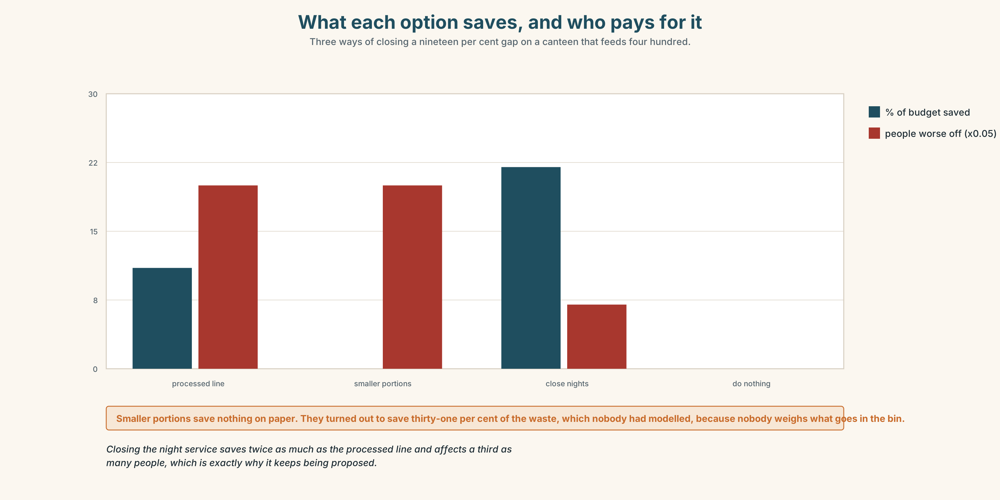 What each option saves, and who pays for it
Three ways of closing a nineteen per cent gap on a canteen that feeds four hundred.
30
22
15
8
0
% of budget saved
people worse off (x0.05)
processed line
smaller portions
close nights
do nothing
Smaller portions save nothing on paper. They turned out to save thirty-one per cent of the waste, which nobody had modelled, because nobody weighs what goes in the bin.
Closing the night service saves twice as much as the processed line and affects a third as
many people, which is exactly why it keeps being proposed.